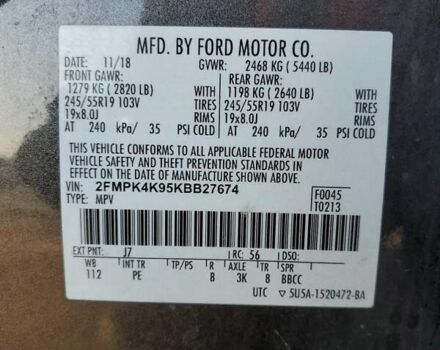 MFD. BY FORD MOTOR CO.
DATE: 11/18 GVWR: 2468 KG ( 5440 LB)
FRONT GAWR: REAR GAWR:
1279 KG ( 2820 LB) 1198 KG ( 2640 LB)
245/55R19 103V WITH TIRES 245/55R19 103V WITH TIRES
19x8.0J RIMS 19x8.0J RIMS
AT 240 kPa/ 35 PSI COLD AT 240 kPa/ 35 PSI COLD
THIS VEHICLE CONFORMS TO ALL APPLICABLE FEDERAL MOTOR
VEHICLE SAFETY, BUMPER, AND THEFT PREVENTION STANDARDS
IN EFFECT ON THE DATE OF MANUFACTURE SHOWN ABOVE.
VIN: 2FMPK4K95KBB27674 F0045
TYPE: MPV T0213
EXT PNT: J7 RC: 56 DSO:
WB INT TR TP/PS R AXLE TR SPR
112 PE B 3K 8 BBCC
UTC ▽ 5U5A-1520472-BA